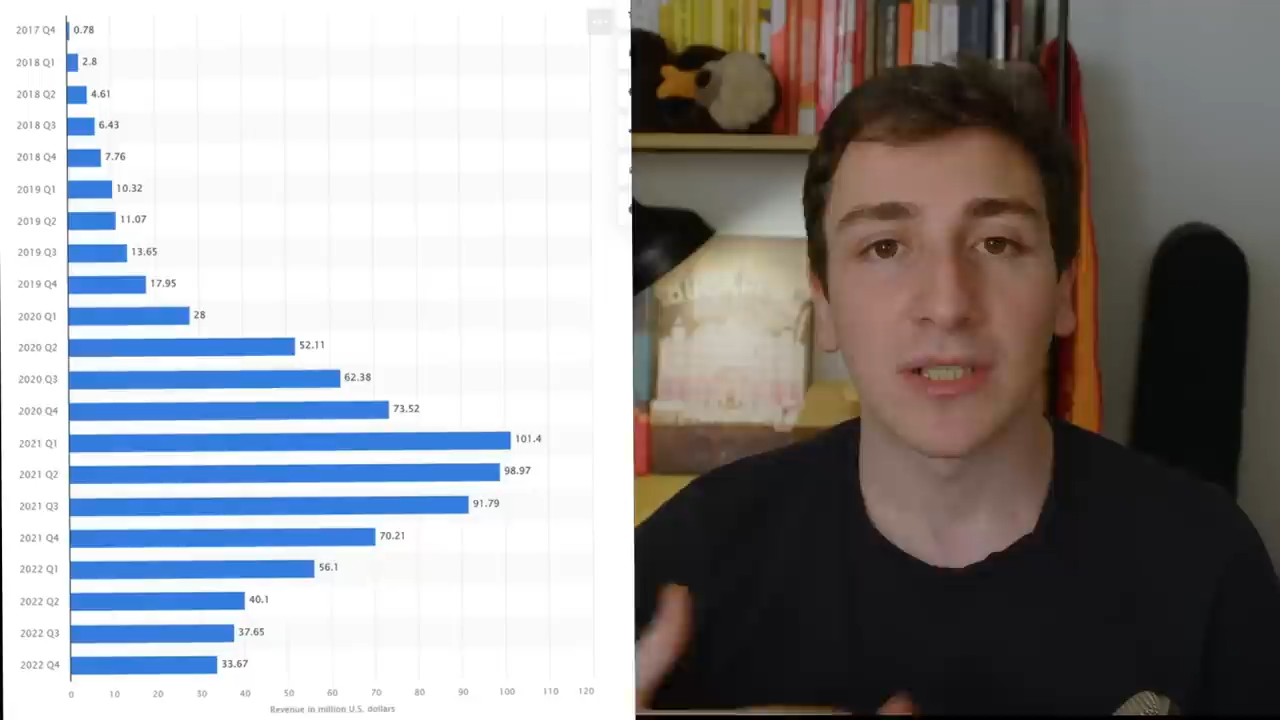 2017 Q4 0.78
2018 Q1 2.8
2018 Q2 4.61
2018 Q3 6.43
2018 Q4 7.76
2019 Q1 10.32
2019 Q2 11.07
2019 Q3 13.65
2019 Q4 17.95
2020 Q1 28
2020 Q2 52.11
2020 Q3 62.38
2020 Q4 73.52
2021 Q1 101.4
2021 Q2 98.97
2021 Q3 91.79
2021 Q4 70.21
2022 Q1 56.1
2022 Q2 40.1
2022 Q3 37.65
2022 Q4 33.67
0 10 20 30 40 50 60 70 80 90 100 110 120
Revenue in million U.S. dollars